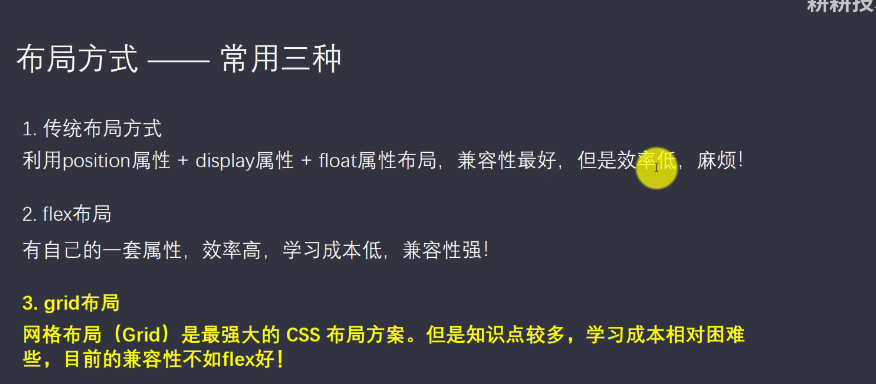 耕耕技
布局方式 —— 常用三种
1. 传统布局方式
利用position属性 + display属性 + float属性布局，兼容性最好，但是效率低，麻烦！
2. flex布局
有自己的一套属性，效率高，学习成本低，兼容性强！
3. grid布局
网格布局（Grid）是最强大的 CSS 布局方案。但是知识点较多，学习成本相对困难
些，目前的兼容性不如flex好！